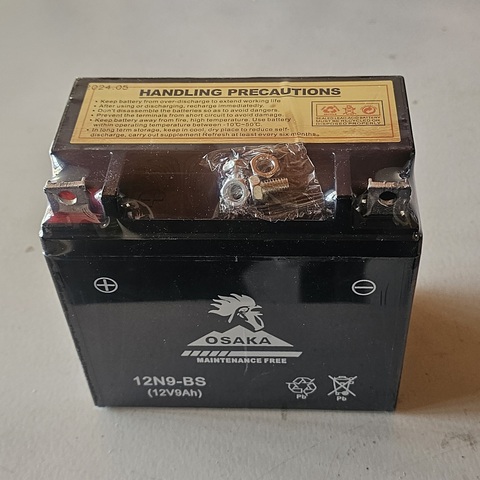 024.05
HANDLING PRECAUTIONS
• Keep battery from over-discharge to extend working life
• After using or discharging, recharge immediately.
• Don't disassemble the batteries so as to avoid dangers.
• Prevent the terminals from short circuit to avoid damage.
• Keep battery away from fire, high temperature. Use battery
within operating temperature between
• In long term storage, keep in cool, dry place to reduce self-
discharge, carry out supplement Refresh at least every six months.
OSAKA
MAINTENANCE FREE
12N9-BS
(12V9Ah)
Pb Pb